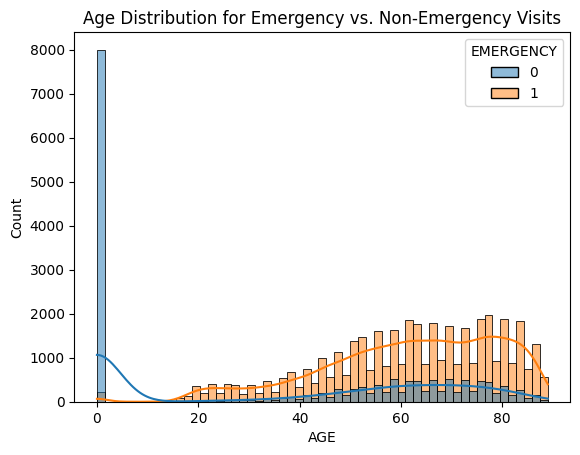 Age Distribution for Emergency vs. Non-Emergency Visits
EMERGENCY
0
1
8000
7000
6000
5000
4000
3000
2000
1000
0
Count
0 20 40 60 80
AGE